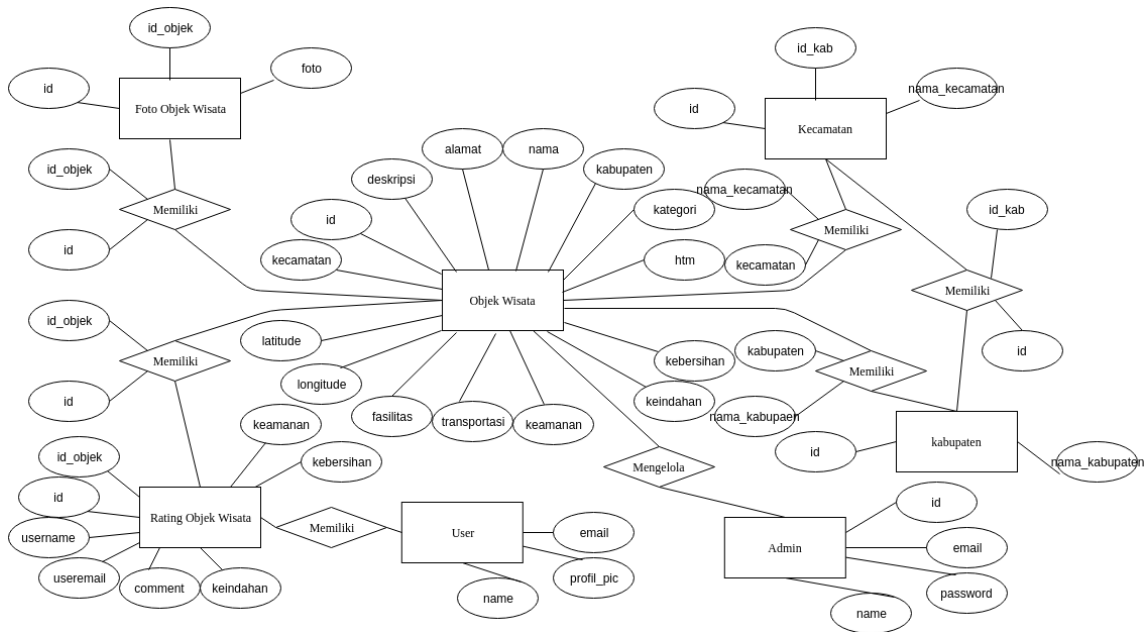 id_objek
foto
id
Foto Objek Wisata
id_objek
Memiliki
id
id_kab
nama_kecamatan
id
Kecamatan
alamat
nama
deskripsi
kabupaten
id
kategori
kecamatan
htm
Objek Wisata
nama_kecamatan
Memiliki
kecamatan
id_kab
Memiliki
id
id_objek
Memiliki
id
latitude
longitude
fasilitas
transportasi
keamanan
kebersihan
keindahan
kabupaten
Memiliki
nama_kabupaen
kabupaten
id
nama_kabupaten
Mengelola
keamanan
id_objek
kebersihan
id
Rating Objek Wisata
username
useremail
comment
keindahan
Memiliki
User
email
profil_pic
name
Admin
id
email
password
name